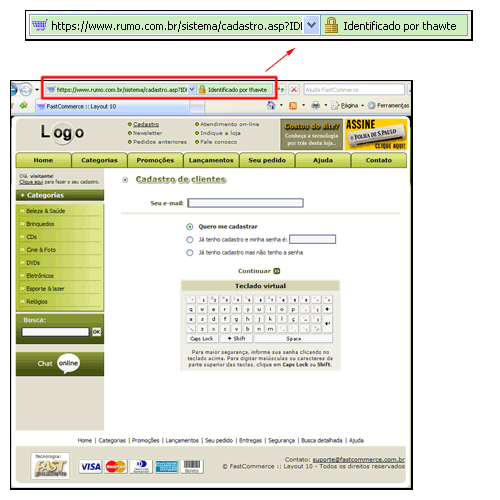 https://www.rumo.com.br/sistema/cadastro.asp?IDI
Identificado por thawte
https://www.rumo.com.br/sistema/cadastro.asp?IDI
Identificado por thawte
Ajuda FastCommerce
FastCommerce :: Layout 10
Página
Ferramentas
Logo
Cadastro
Newsletter
Pedidos anteriores
Atendimento on-line
Indique a loja
Fale conosco
Gostou do site?
Conheça a tecnologia
por trás desta loja...
ASSINE
FOLHA DE S.PAULO
CLIQUE AQUI!
Home
Categorias
Promoções
Lançamentos
Seu pedido
Ajuda
Contato
Olá, visitante!
Clique aqui para fazer o seu cadastro.
Categorias
Beleza & Saúde
Brinquedos
CDs
Cine & Foto
DVDs
Eletrônicos
Esporte & lazer
Relógios
Busca:
OK
Chat online
Cadastro de clientes
Seu e-mail:
Quero me cadastrar
Já tenho cadastro e minha senha é:
Já tenho cadastro mas não tenho a senha
Continuar
Teclado virtual
q w e r t y u i o p
a s d f g h j k l ç
z x c v b n m
Caps Lock
Shift
Space
Para maior segurança, informe sua senha clicando no
teclado acima. Para digitar maiúsculas ou caracteres da
parte superior das teclas, clique em Caps Lock ou Shift.
Home | Categorias | Promoções | Lançamentos | Seu pedido | Entregas | Segurança | Busca detalhada | Ajuda
Tecnologia:
FAST
commerce
VISA
Boleto
Contato: suporte@fastcommerce.com.br
© FastCommerce :: Layout 10 - Todos os direitos reservados